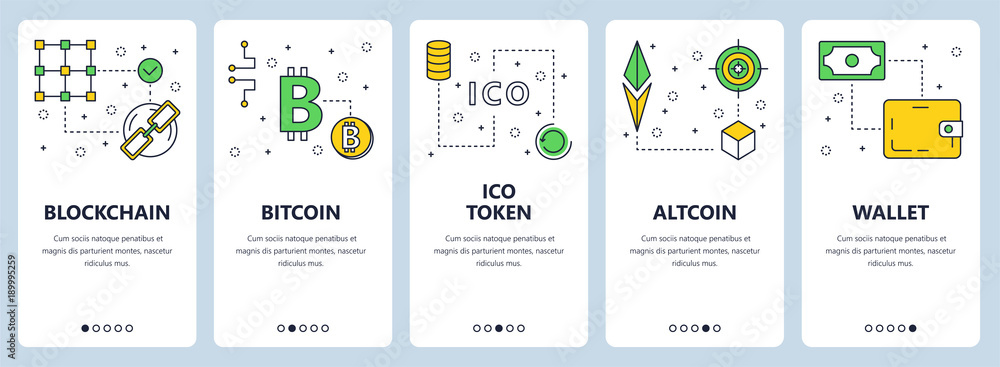 BLOCKCHAIN
Cum sociis natoque penatibus et
magnis dis parturient montes, nascetur
ridiculus mus.
BITCOIN
Cum sociis natoque penatibus et
magnis dis parturient montes, nascetur
ridiculus mus.
ICO
ICO
TOKEN
Cum sociis natoque penatibus et
magnis dis parturient montes, nascetur
ridiculus mus.
ALTCOIN
Cum sociis natoque penatibus et
magnis dis parturient montes, nascetur
ridiculus mus.
WALLET
Cum sociis natoque penatibus et
magnis dis parturient montes, nascetur
ridiculus mus.
Adobe Stock | #189995259